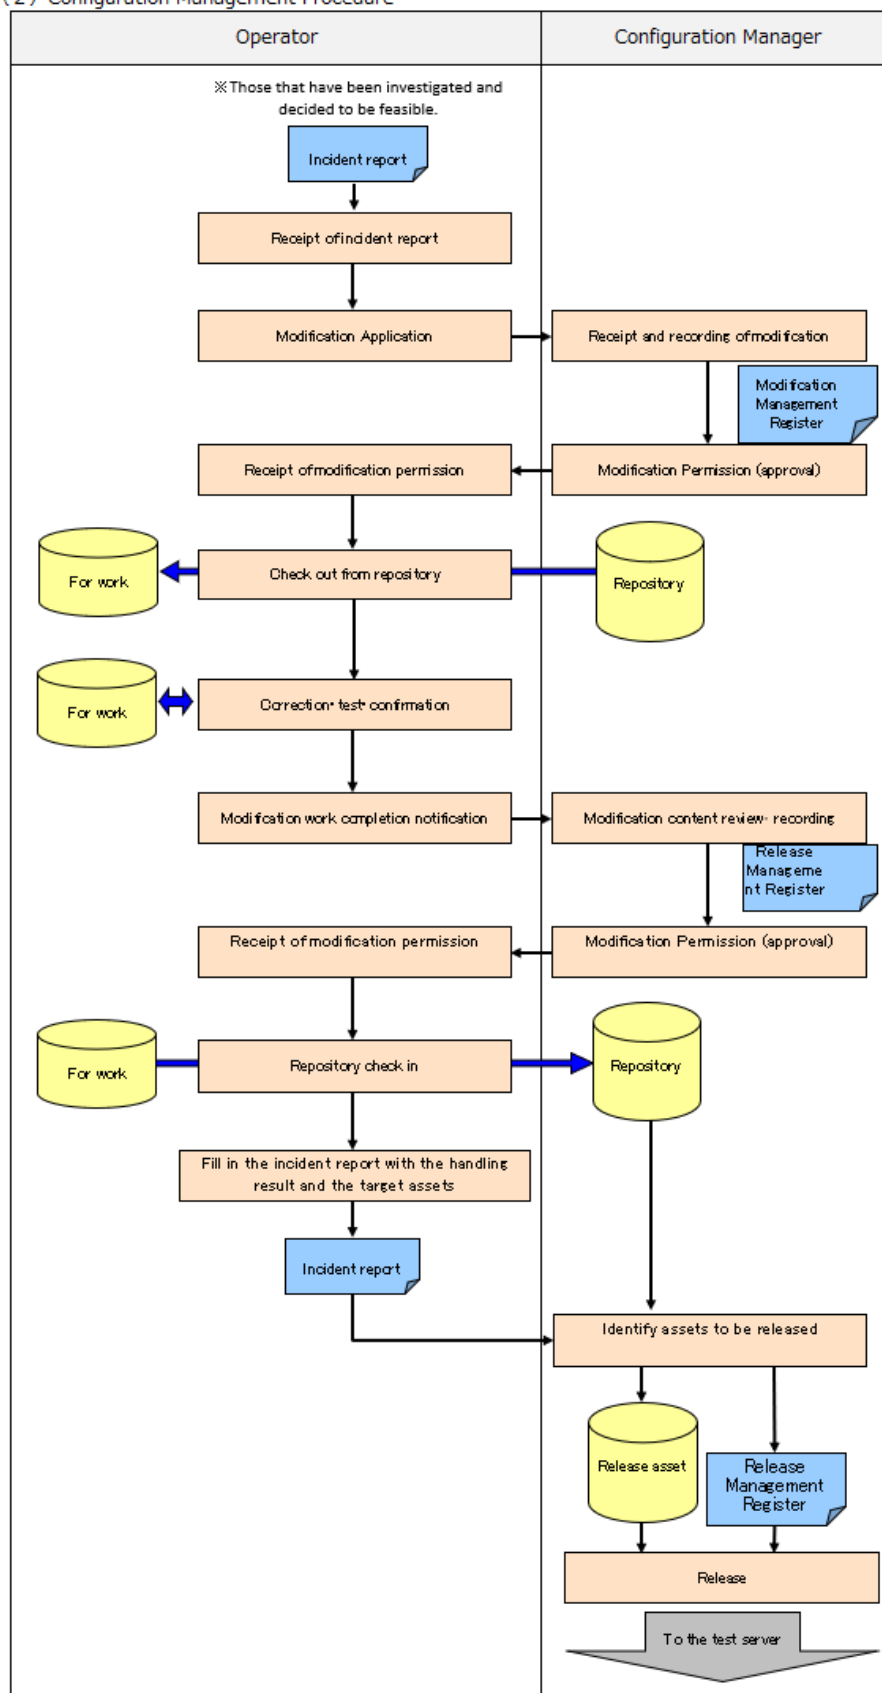 (2) Configuration Management Procedure
Operator
Configuration Manager
※Those that have been investigated and
decided to be feasible.
Incident report
Receipt of incident report
Modification Application
Receipt and recording of modification
Modification
Management
Register
Receipt of modification permission
Modification Permission (approval)
For work
Check out from repository
Repository
For work
Correction・test・confirmation
Modification work completion notification
Modification content review・recording
Release
Manageme
nt Register
Receipt of modification permission
Modification Permission (approval)
For work
Repository check in
Repository
Fill in the incident report with the handling
result and the target assets
Incident report
Identify assets to be released
Release asset
Release
Management
Register
Release
To the test server